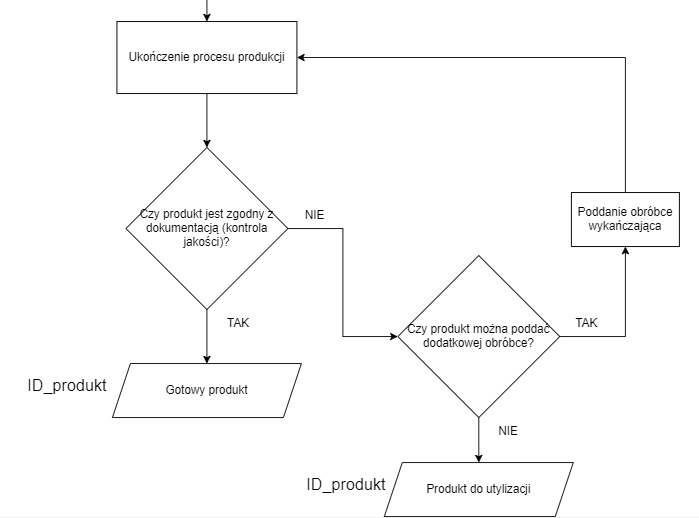 Ukończenie procesu produkcji
Czy produkt jest zgodny z
dokumentacją (kontrola
jakości)?
NIE
Poddanie obróbce
wykańczająca
TAK
Czy produkt można poddać
dodatkowej obróbce?
TAK
ID_produkt
Gotowy produkt
NIE
ID_produkt
Produkt do utylizacji